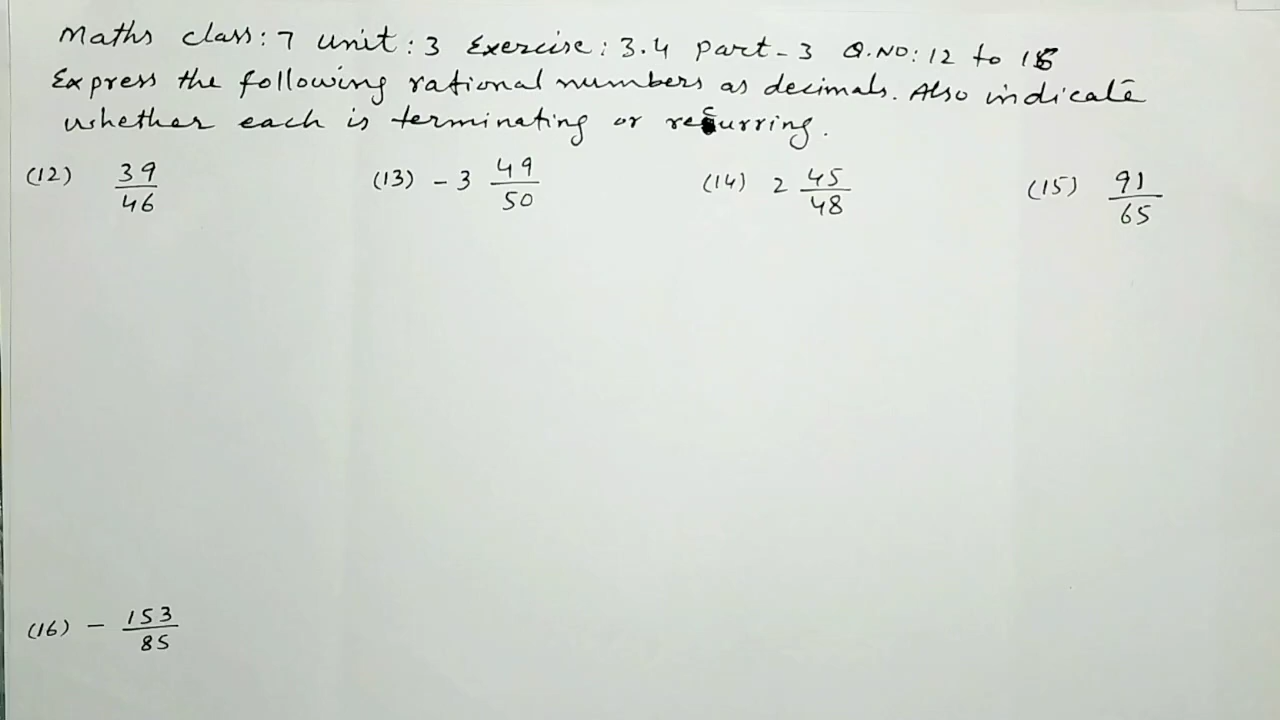 Maths class: 7 Unit: 3 Exercise: 3.4 part-3 Q.NO: 12 to 16
Express the following rational numbers as decimals. Also indicate
whether each is terminating or recurring.
(12) 39/46 (13) -3 49/50 (14) 2 45/48 (15) 91/65
(16) - 153/85